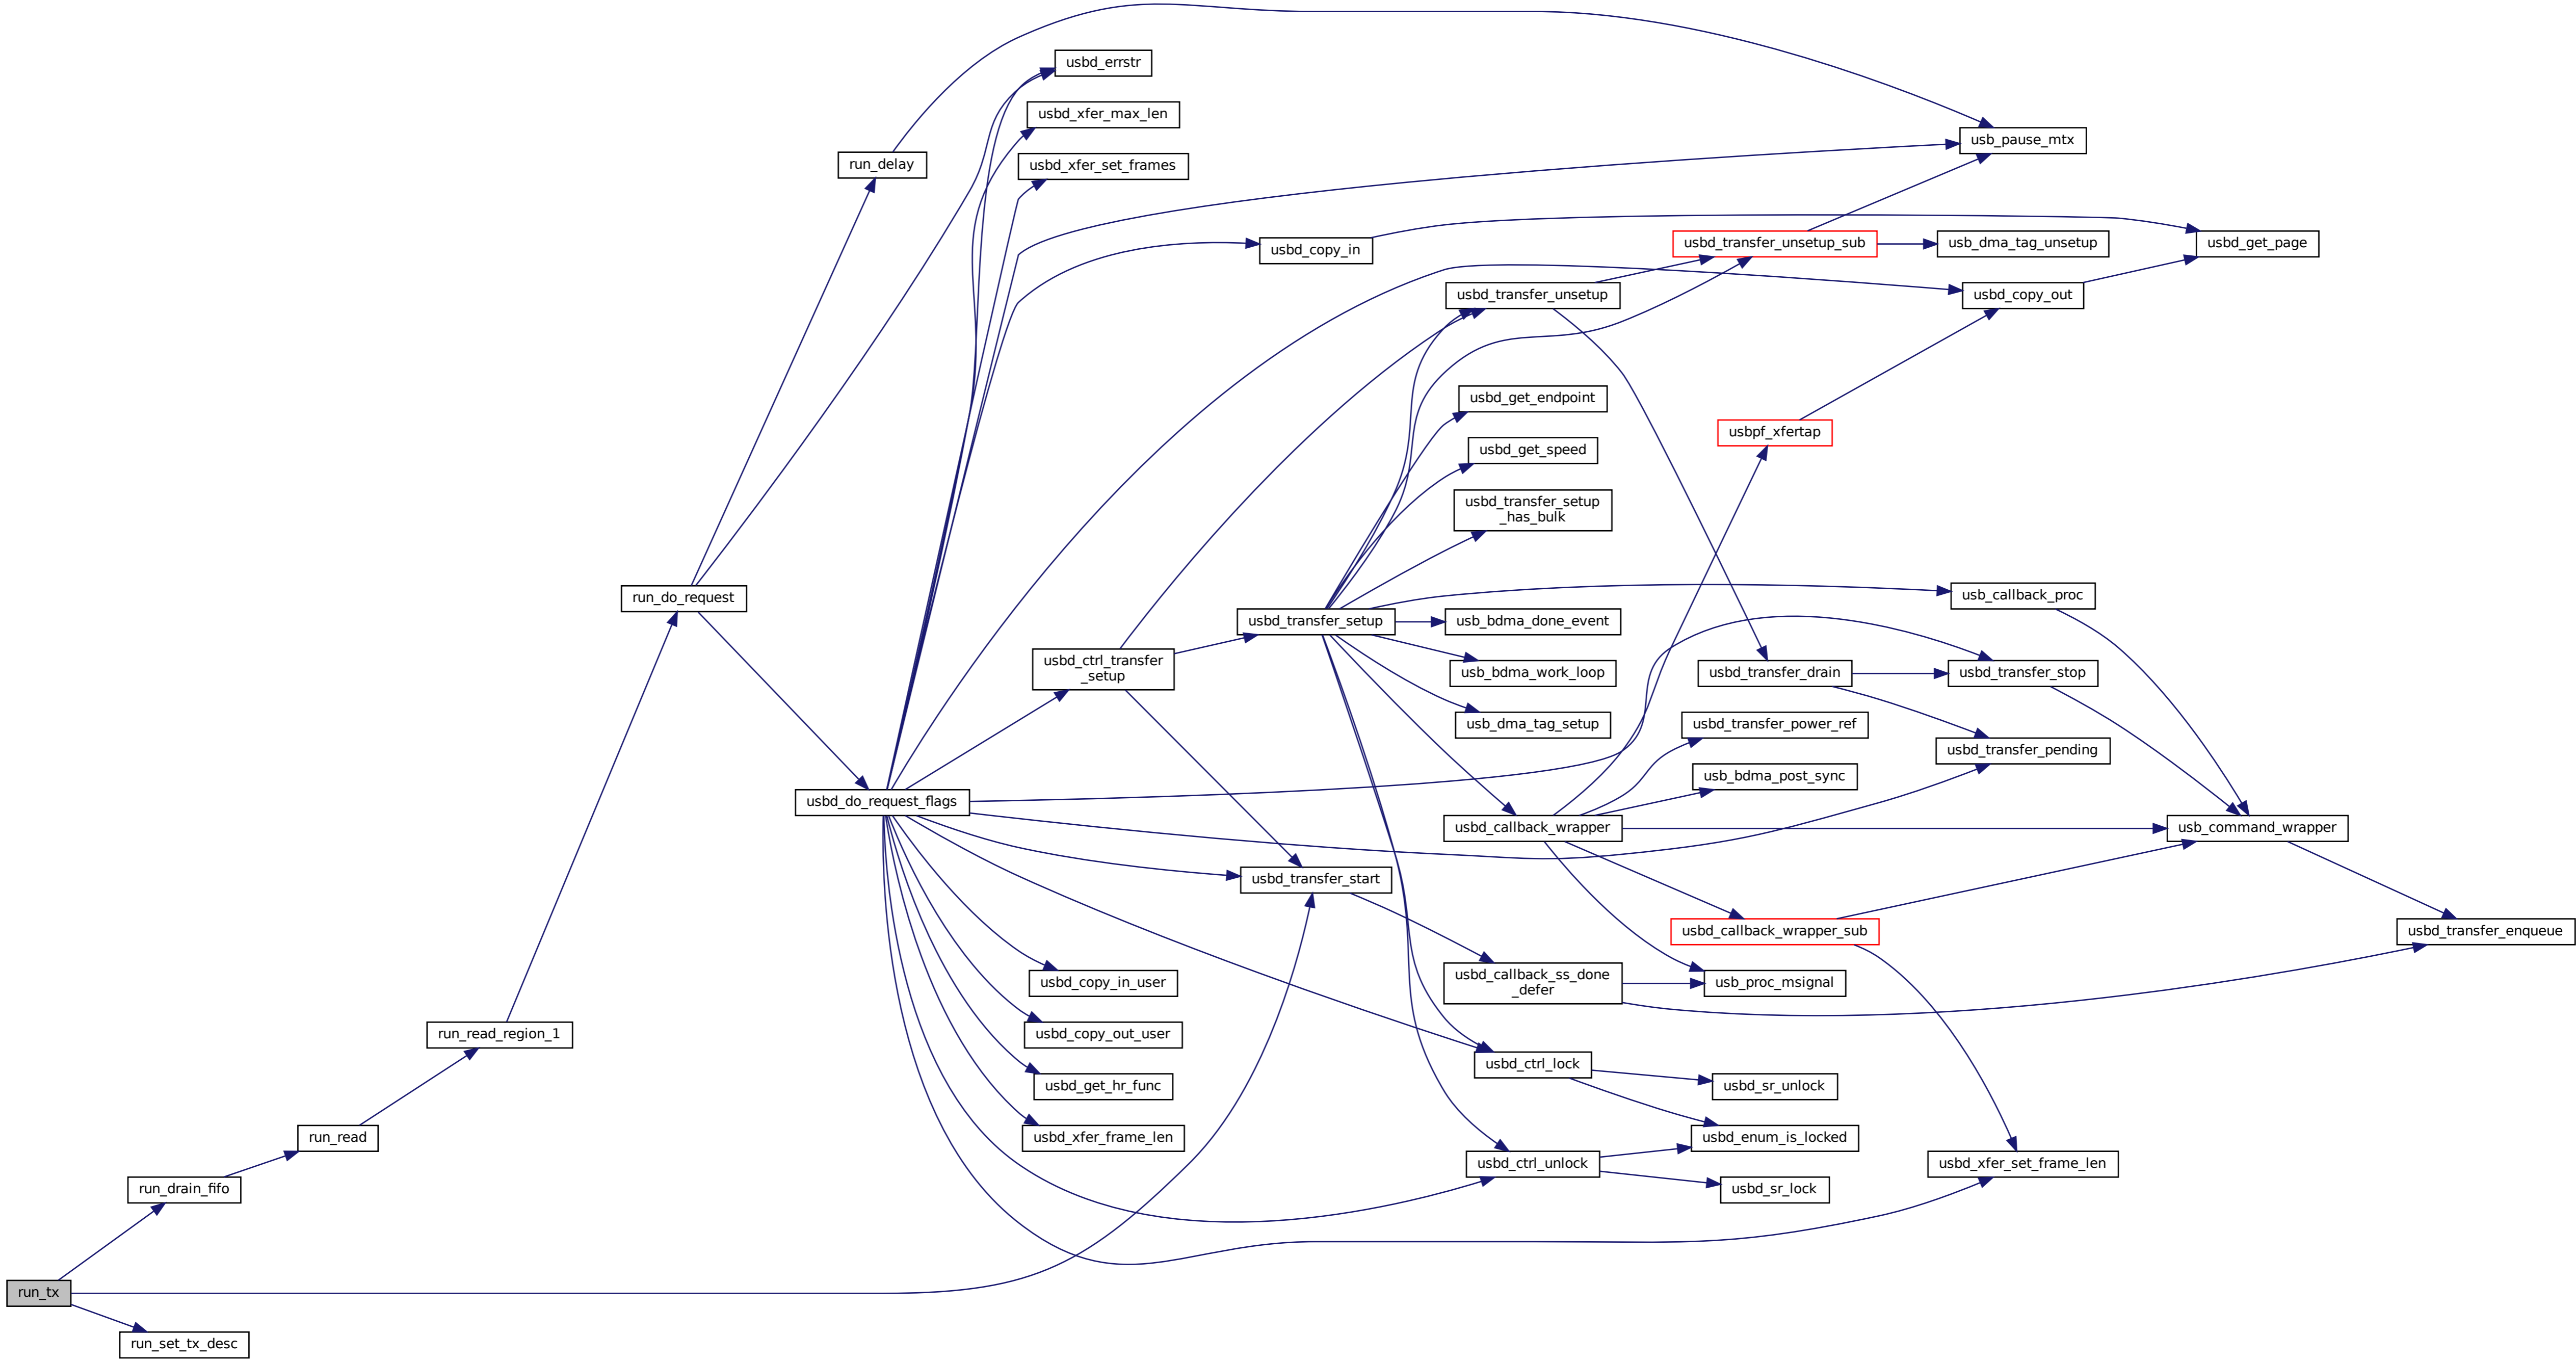 usbd_errstr
usbd_xfer_max_len
usb_pause_mtx
run_delay
usbd_xfer_set_frames
usbd_copy_in
usbd_transfer_unsetup_sub
usb_dma_tag_unsetup
usbd_get_page
usbd_transfer_unsetup
usbd_copy_out
usbd_get_endpoint
usbpf_xfertap
usbd_get_speed
usbd_transfer_setup
_has_bulk
run_do_request
usb_callback_proc
usbd_transfer_setup
usb_bdma_done_event
usbd_ctrl_transfer
_setup
usb_bdma_work_loop
usbd_transfer_drain
usbd_transfer_stop
usb_dma_tag_setup
usbd_transfer_power_ref
usbd_transfer_pending
usb_bdma_post_sync
usbd_do_request_flags
usbd_callback_wrapper
usb_command_wrapper
usbd_transfer_start
usbd_callback_wrapper_sub
usbd_transfer_enqueue
usbd_copy_in_user
usbd_callback_ss_done
_defer
usb_proc_msignal
run_read_region_1
usbd_copy_out_user
usbd_ctrl_lock
usbd_get_hr_func
usbd_sr_unlock
run_read
usbd_xfer_frame_len
usbd_enum_is_locked
usbd_ctrl_unlock
usbd_xfer_set_frame_len
run_drain_fifo
usbd_sr_lock
run_tx
run_set_tx_desc